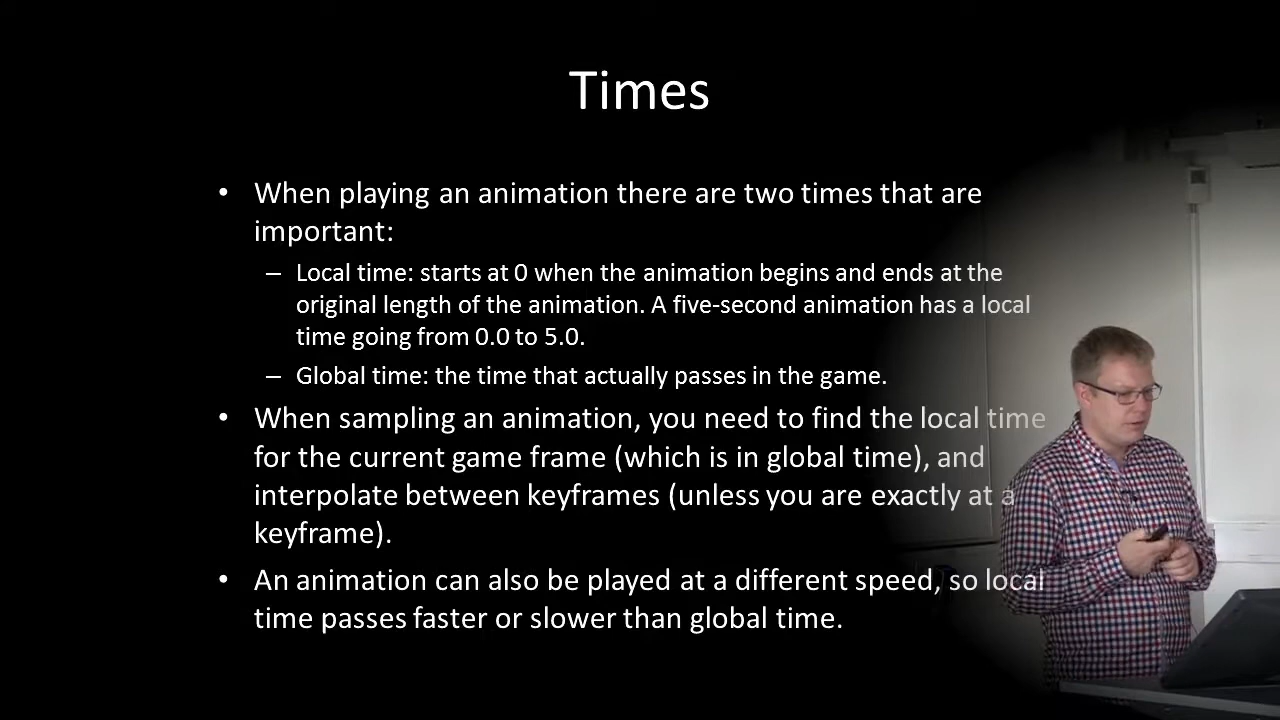 Times
• When playing an animation there are two times that are
important:
– Local time: starts at 0 when the animation begins and ends at the
original length of the animation. A five-second animation has a local
time going from 0.0 to 5.0.
– Global time: the time that actually passes in the game.
• When sampling an animation, you need to find the local time
for the current game frame (which is in global time), and
interpolate between keyframes (unless you are exactly at a
keyframe).
• An animation can also be played at a different speed, so local
time passes faster or slower than global time.